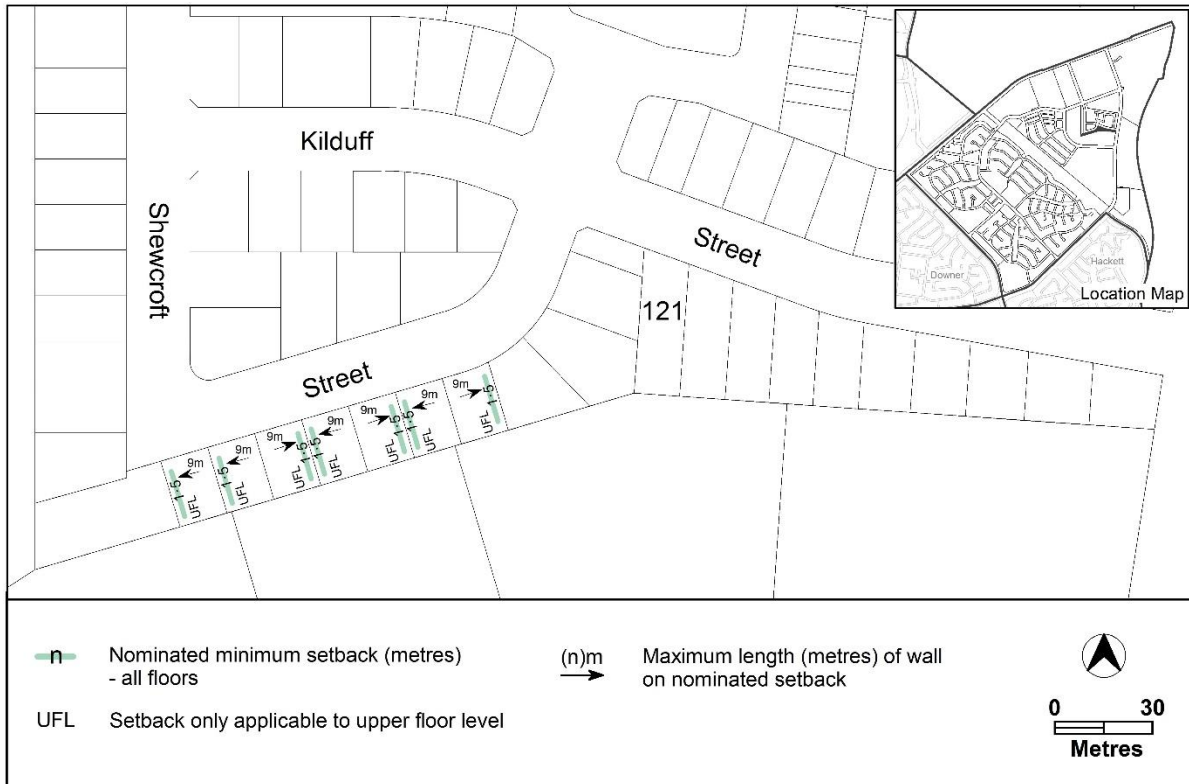 Kilduff
Street
Shewcroft
121
Street
9m
1·5
UFL
9m
1·5
UFL
9m
1·5
UFL
9m
1·5
UFL
9m
1·5
UFL
9m
1·5
UFL
9m
1·5
UFL
Downer
Hackett
Location Map
n Nominated minimum setback (metres)
- all floors
UFL Setback only applicable to upper floor level
(n)m Maximum length (metres) of wall
on nominated setback
0 30
Metres